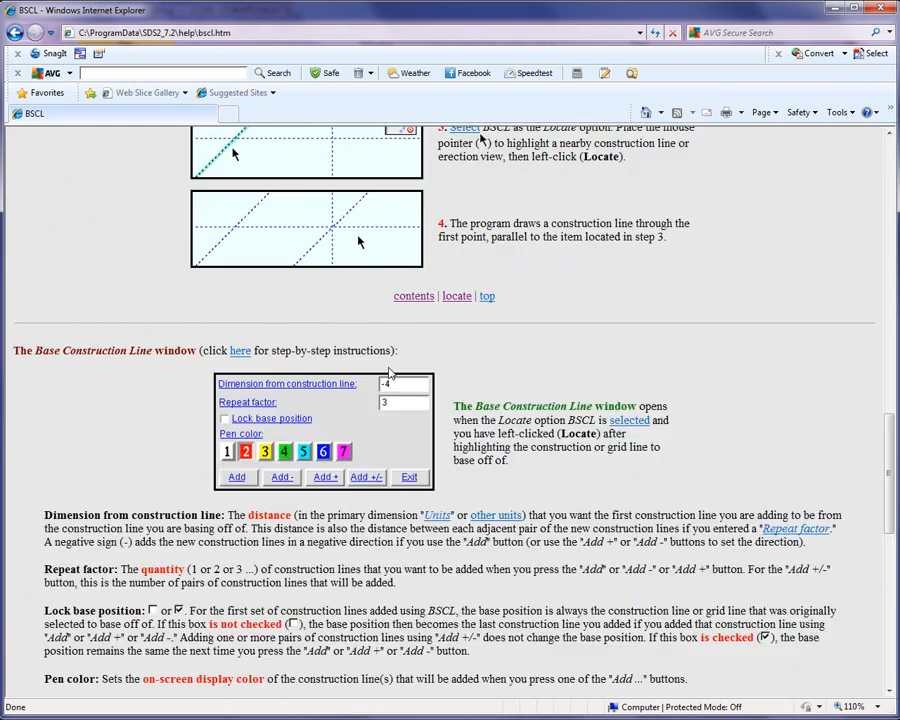 BSCL - Windows Internet Explorer
C:\ProgramData\SDS2_7.2\help\bscl.htm
AVG Secure Search
SnagIt
Convert
Select
AVG
Search
Safe
Weather
Facebook
Speedtest
Favorites
Web Slice Gallery
Suggested Sites
BSCL
Page
Safety
Tools
3. Select BSCL as the Locate option. Place the mouse
pointer ( ) to highlight a nearby construction line or
erection view, then left-click (Locate).
4. The program draws a construction line through the
first point, parallel to the item located in step 3.
contents | locate | top
The Base Construction Line window (click here for step-by-step instructions):
Dimension from construction line: -4
Repeat factor: 3
Lock base position
Pen color:
1 2 3 4 5 6 7
Add Add - Add + Add +/- Exit
The Base Construction Line window opens
when the Locate option BSCL is selected and
you have left-clicked (Locate) after
highlighting the construction or grid line to
base off of.
Dimension from construction line: The distance (in the primary dimension "Units" or other units) that you want the first construction line you are adding to be from
the construction line you are basing off of. This distance is also the distance between each adjacent pair of the new construction lines if you entered a "Repeat factor."
A negative sign (-) adds the new construction lines in a negative direction if you use the "Add" button (or use the "Add +" or "Add -" buttons to set the direction).
Repeat factor: The quantity (1 or 2 or 3 ...) of construction lines that you want to be added when you press the "Add" or "Add -" or "Add +" button. For the "Add +/-"
button, this is the number of pairs of construction lines that will be added.
Lock base position: or . For the first set of construction lines added using BSCL, the base position is always the construction line or grid line that was originally
selected to base off of. If this box is not checked ( ), the base position then becomes the last construction line you added if you added that construction line using
"Add" or "Add +" or "Add -." Adding one or more pairs of construction lines using "Add +/-" does not change the base position. If this box is checked ( ), the base
position remains the same the next time you press the "Add" or "Add +" or "Add -" button.
Pen color: Sets the on-screen display color of the construction line(s) that will be added when you press one of the "Add ..." buttons.
Done
Computer | Protected Mode: Off
110%